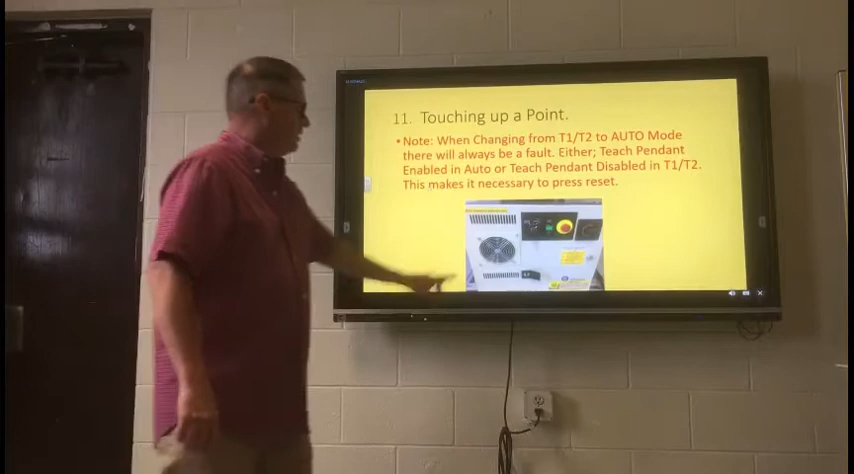 11. Touching up a Point.
• Note: When Changing from T1/T2 to AUTO Mode
there will always be a fault. Either; Teach Pendant
Enabled in Auto or Teach Pendant Disabled in T1/T2.
This makes it necessary to press reset.